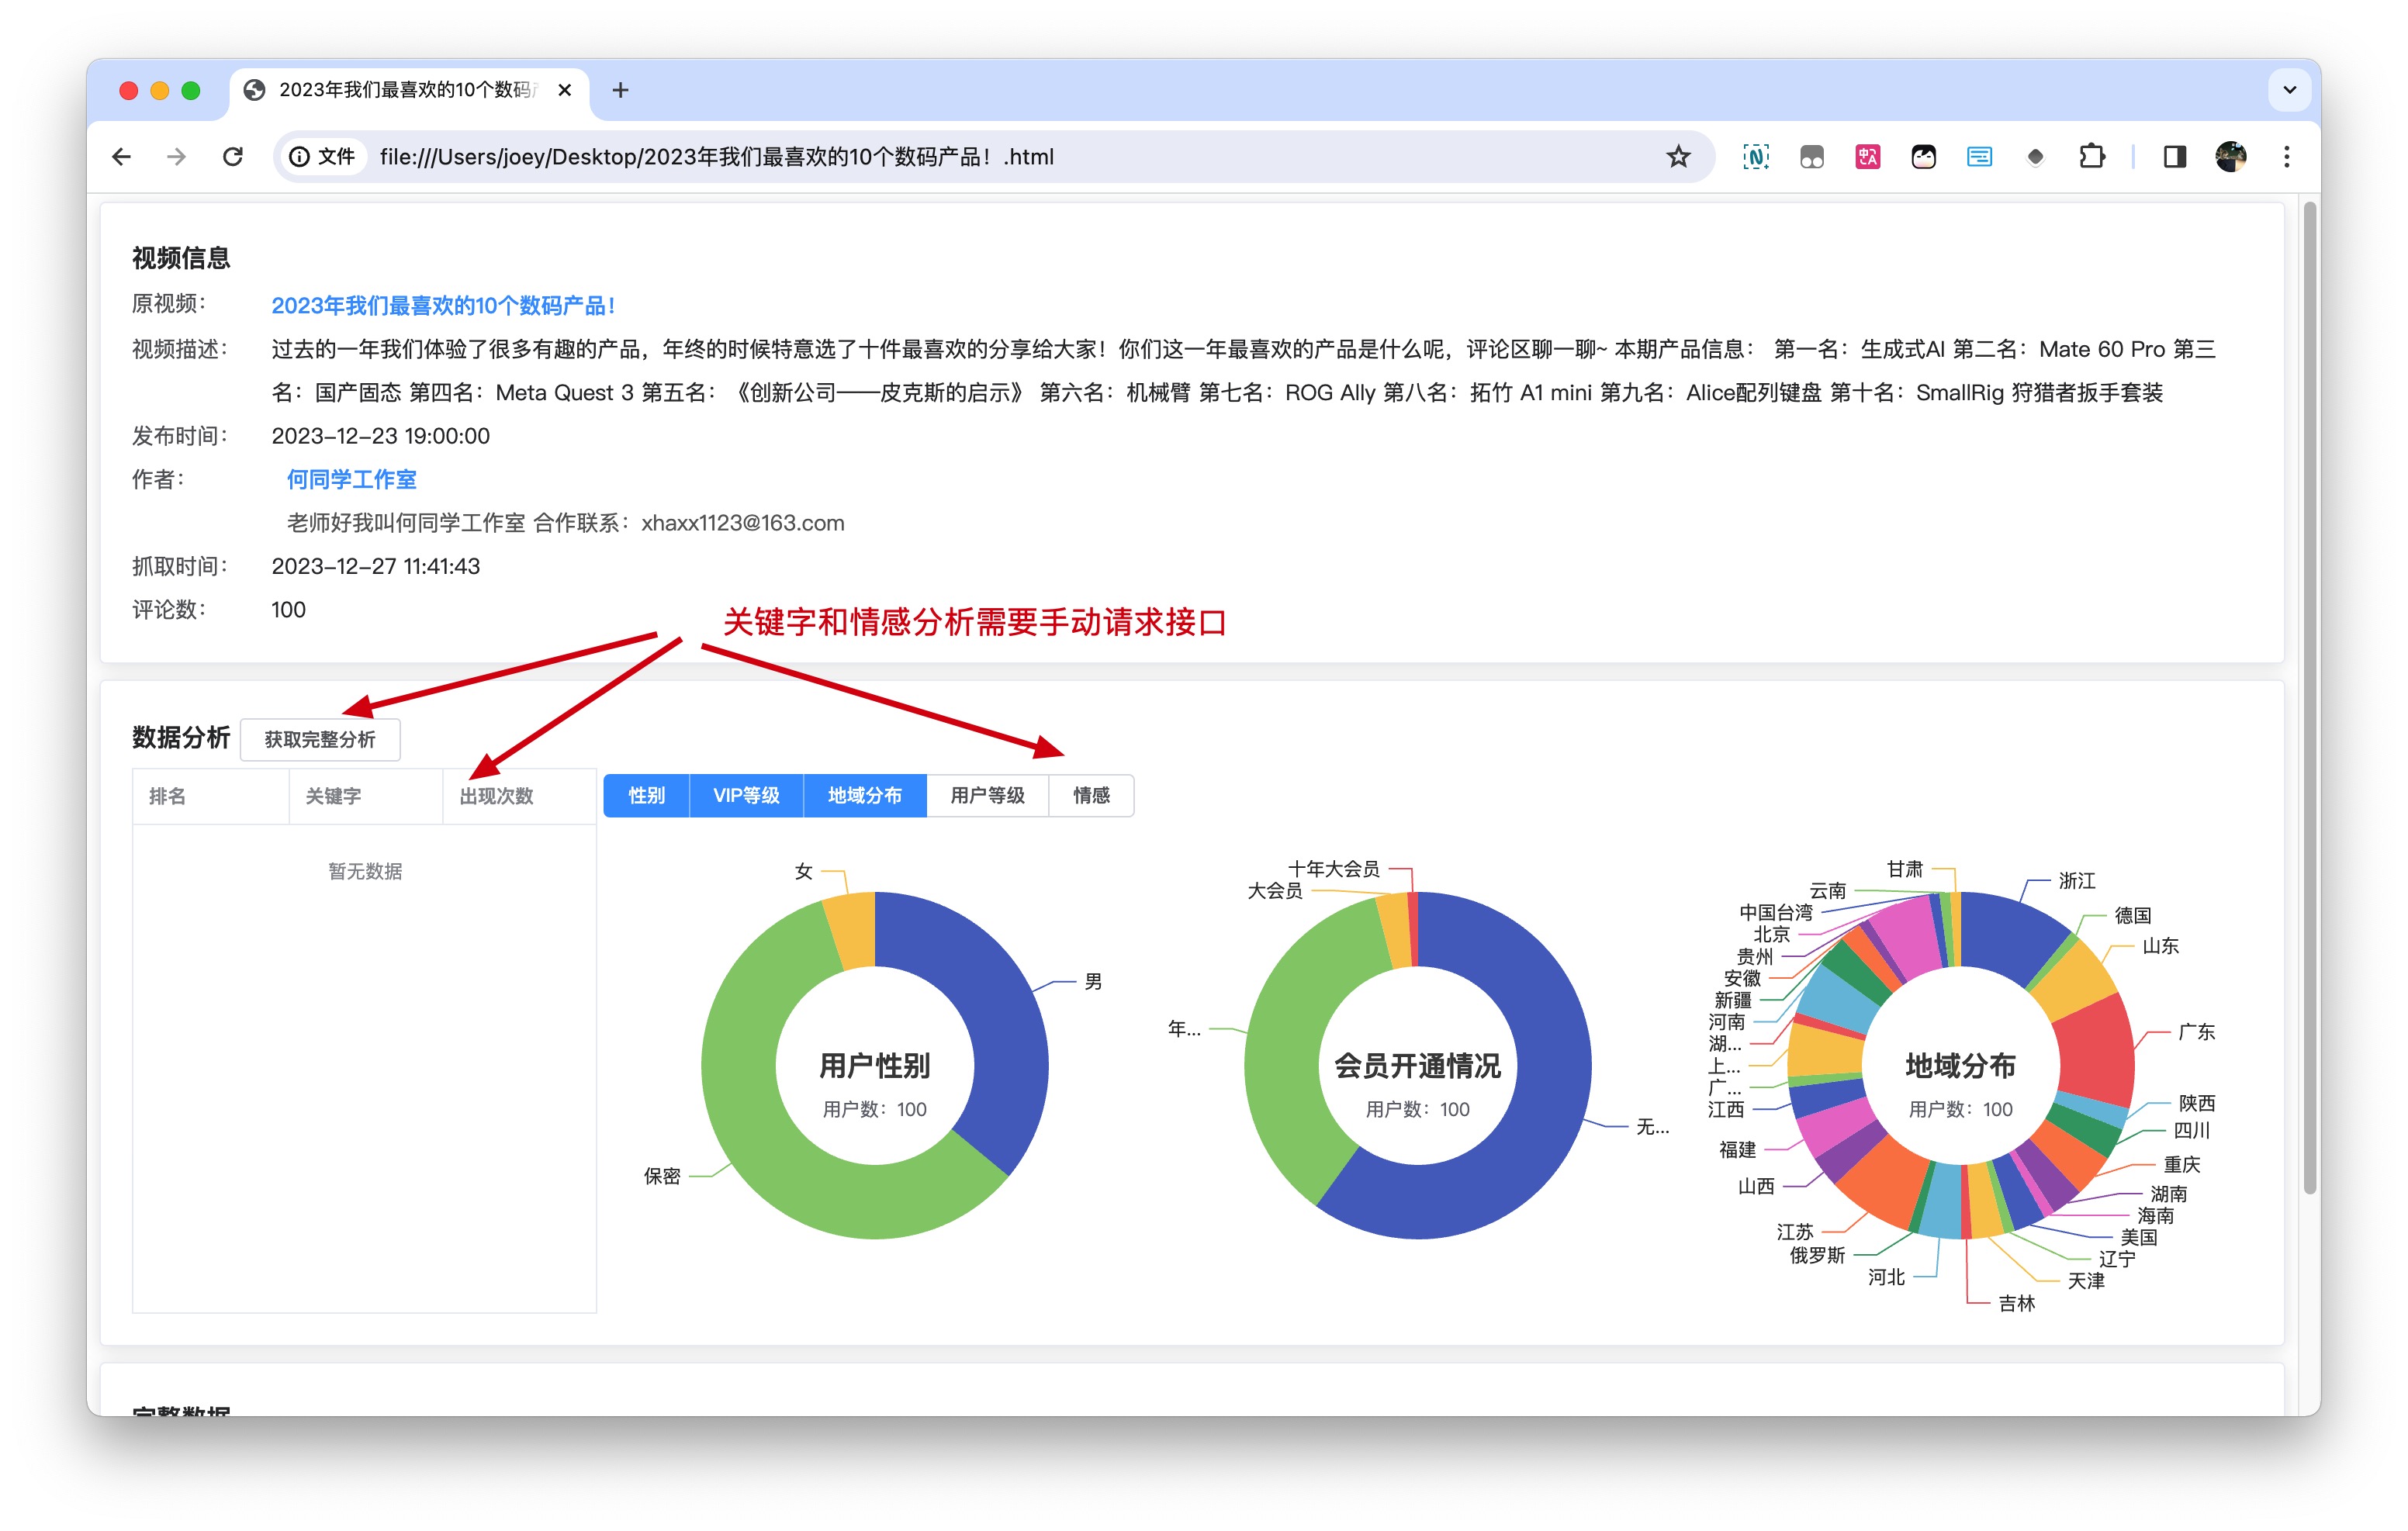 2023年我们最喜欢的10个数码
文件
file:///Users/joey/Desktop/2023年我们最喜欢的10个数码产品！.html
视频信息
原视频：
2023年我们最喜欢的10个数码产品！
视频描述：
过去的一年我们体验了很多有趣的产品，年终的时候特意选了十件最喜欢的分享给大家！你们这一年最喜欢的产品是什么呢，评论区聊一聊~ 本期产品信息： 第一名：生成式AI 第二名：Mate 60 Pro 第三
名：国产固态 第四名：Meta Quest 3 第五名：《创新公司——皮克斯的启示》 第六名：机械臂 第七名：ROG Ally 第八名：拓竹 A1 mini 第九名：Alice配列键盘 第十名：SmallRig 狩猎者扳手套装
发布时间：
2023-12-23 19:00:00
作者：
何同学工作室
老师好我叫何同学工作室 合作联系：xhaxx1123@163.com
抓取时间：
2023-12-27 11:41:43
评论数：
100
关键字和情感分析需要手动请求接口
数据分析
获取完整分析
排名
关键字
出现次数
暂无数据
性别
VIP等级
地域分布
用户等级
情感
女
男
保密
用户性别
用户数：100
十年大会员
大会员
年...
无...
会员开通情况
用户数：100
甘肃
云南
中国台湾
北京
贵州
安徽
新疆
河南
湖...
上...
广...
江西
福建
山西
江苏
俄罗斯
河北
浙江
德国
山东
广东
陕西
四川
重庆
湖南
海南
美国
辽宁
天津
吉林
地域分布
用户数：100
完整数据